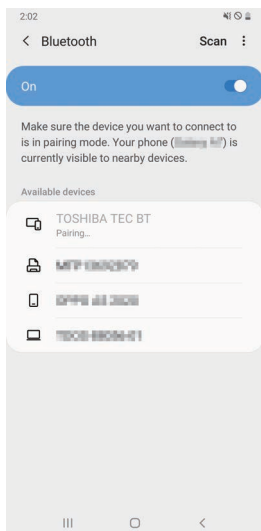 2:02
Bluetooth
Scan
On
Make sure the device you want to connect to
is in pairing mode. Your phone (          ) is
currently visible to nearby devices.
Available devices
TOSHIBA TEC BT
Pairing...